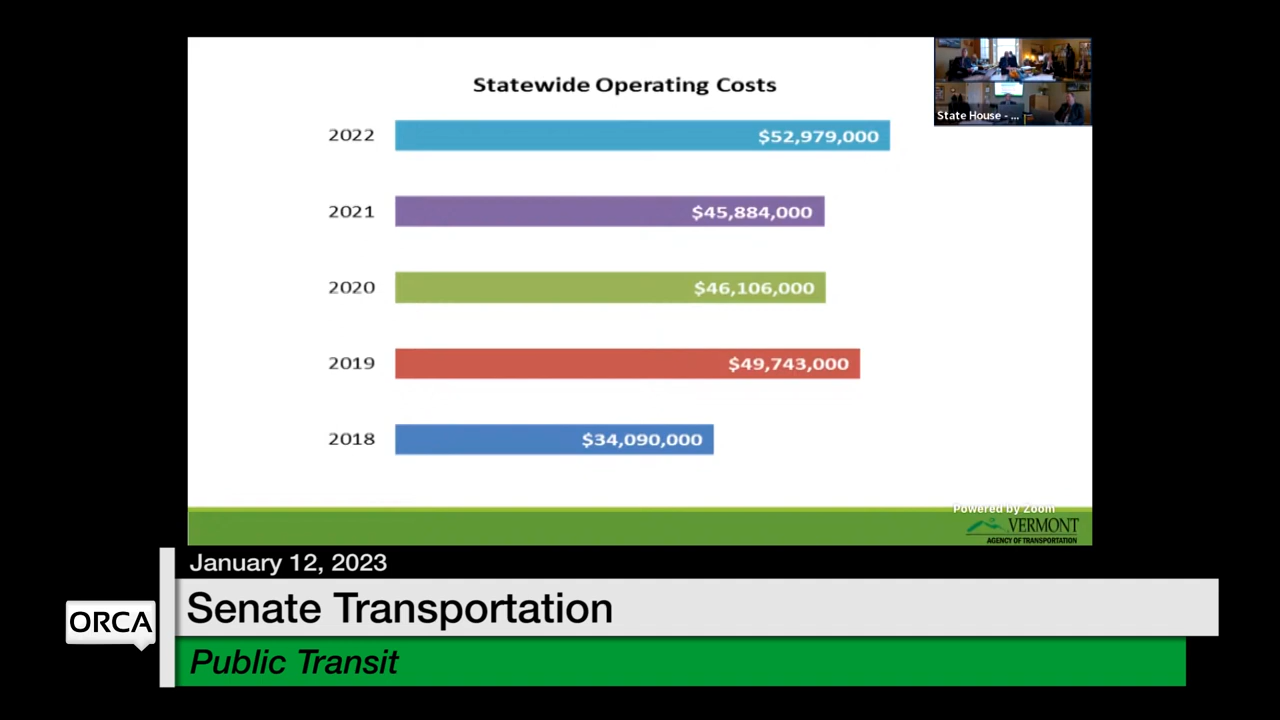 Statewide Operating Costs
2022 $52,979,000
2021 $45,884,000
2020 $46,106,000
2019 $49,743,000
2018 $34,090,000
State House - ...
Powered by Zoom
VERMONT
AGENCY OF TRANSPORTATION
January 12, 2023
ORCA
Senate Transportation
Public Transit